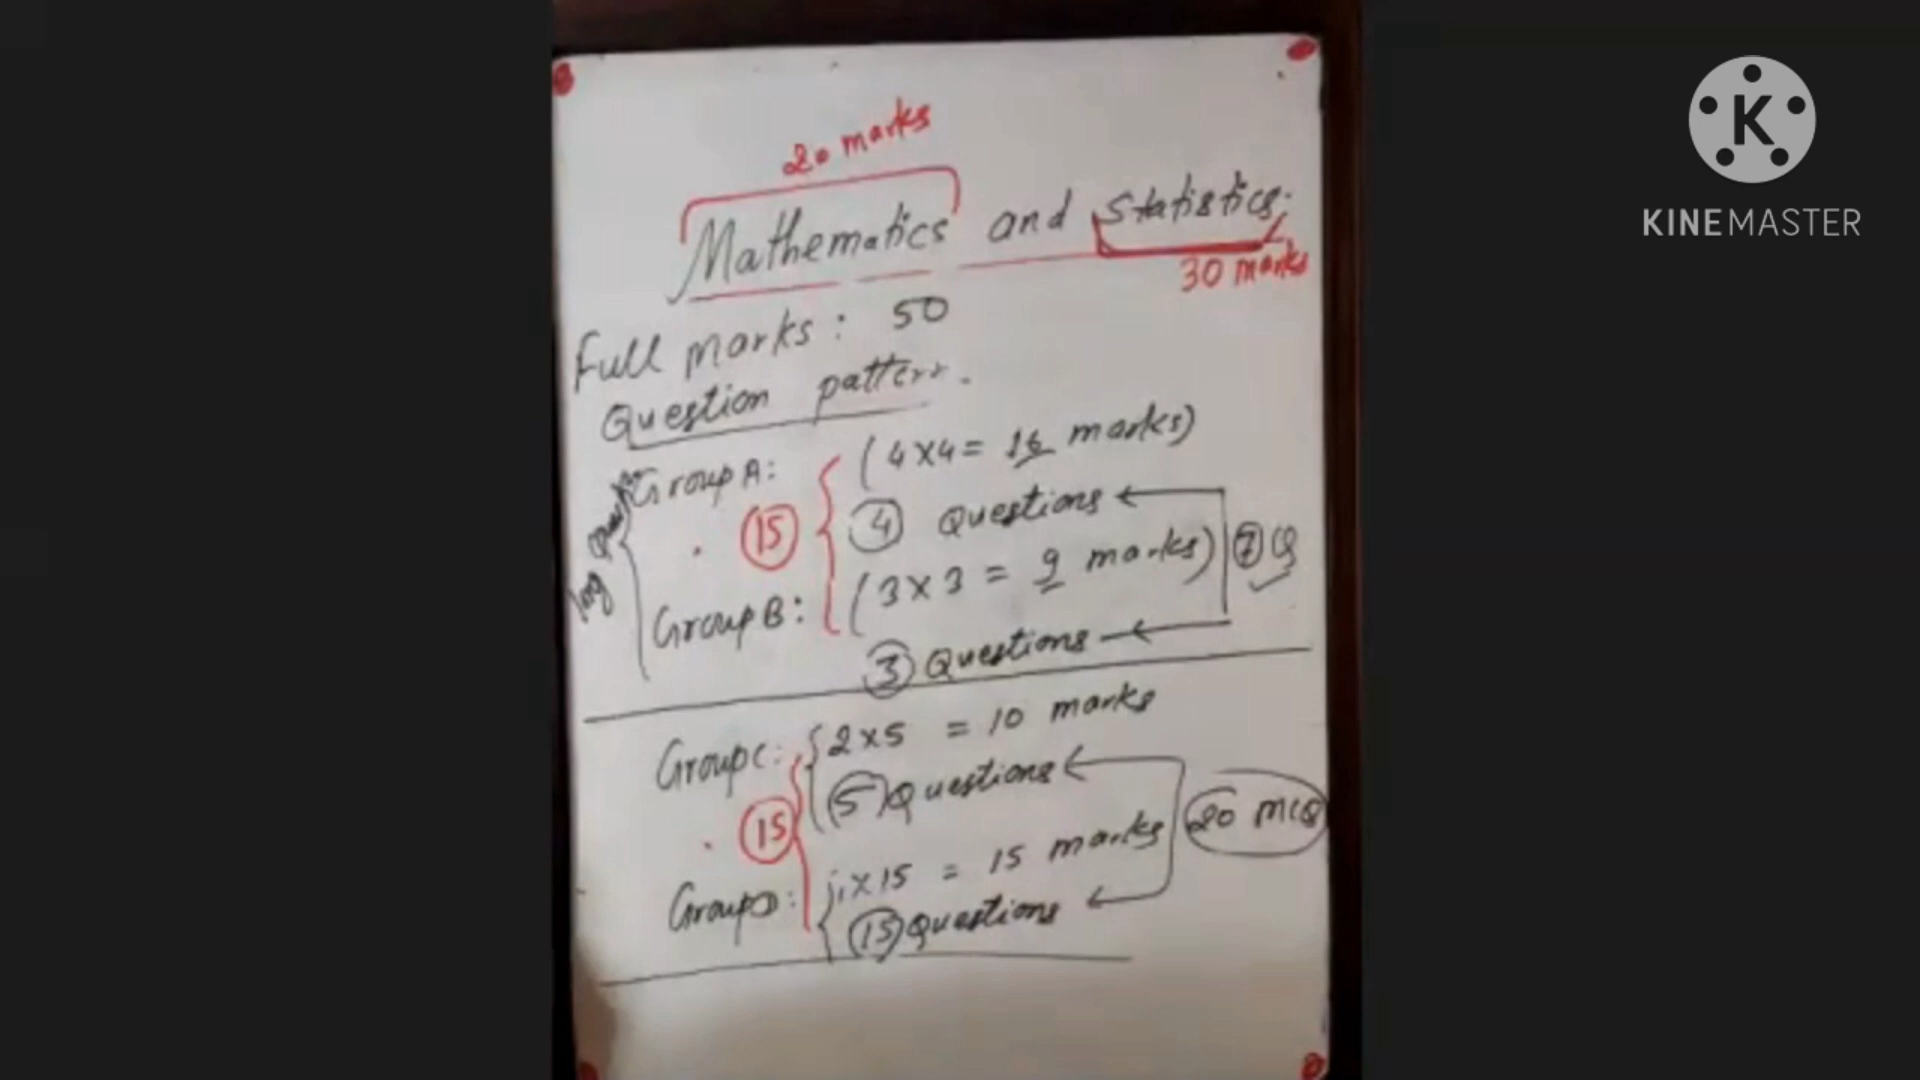 20 marks
Mathematics and Statistics.
30 marks
Full marks: 50
Question pattern.
Group A: (4×4= 16 marks)
15
4 Questions
7 Q
Group B: (3×3 = 9 marks)
3 Questions
Group C: 2×5 = 10 marks
5 Questions
15
20 MCQ
Group D: 1×15 = 15 marks
15 Questions
K
KINEMASTER